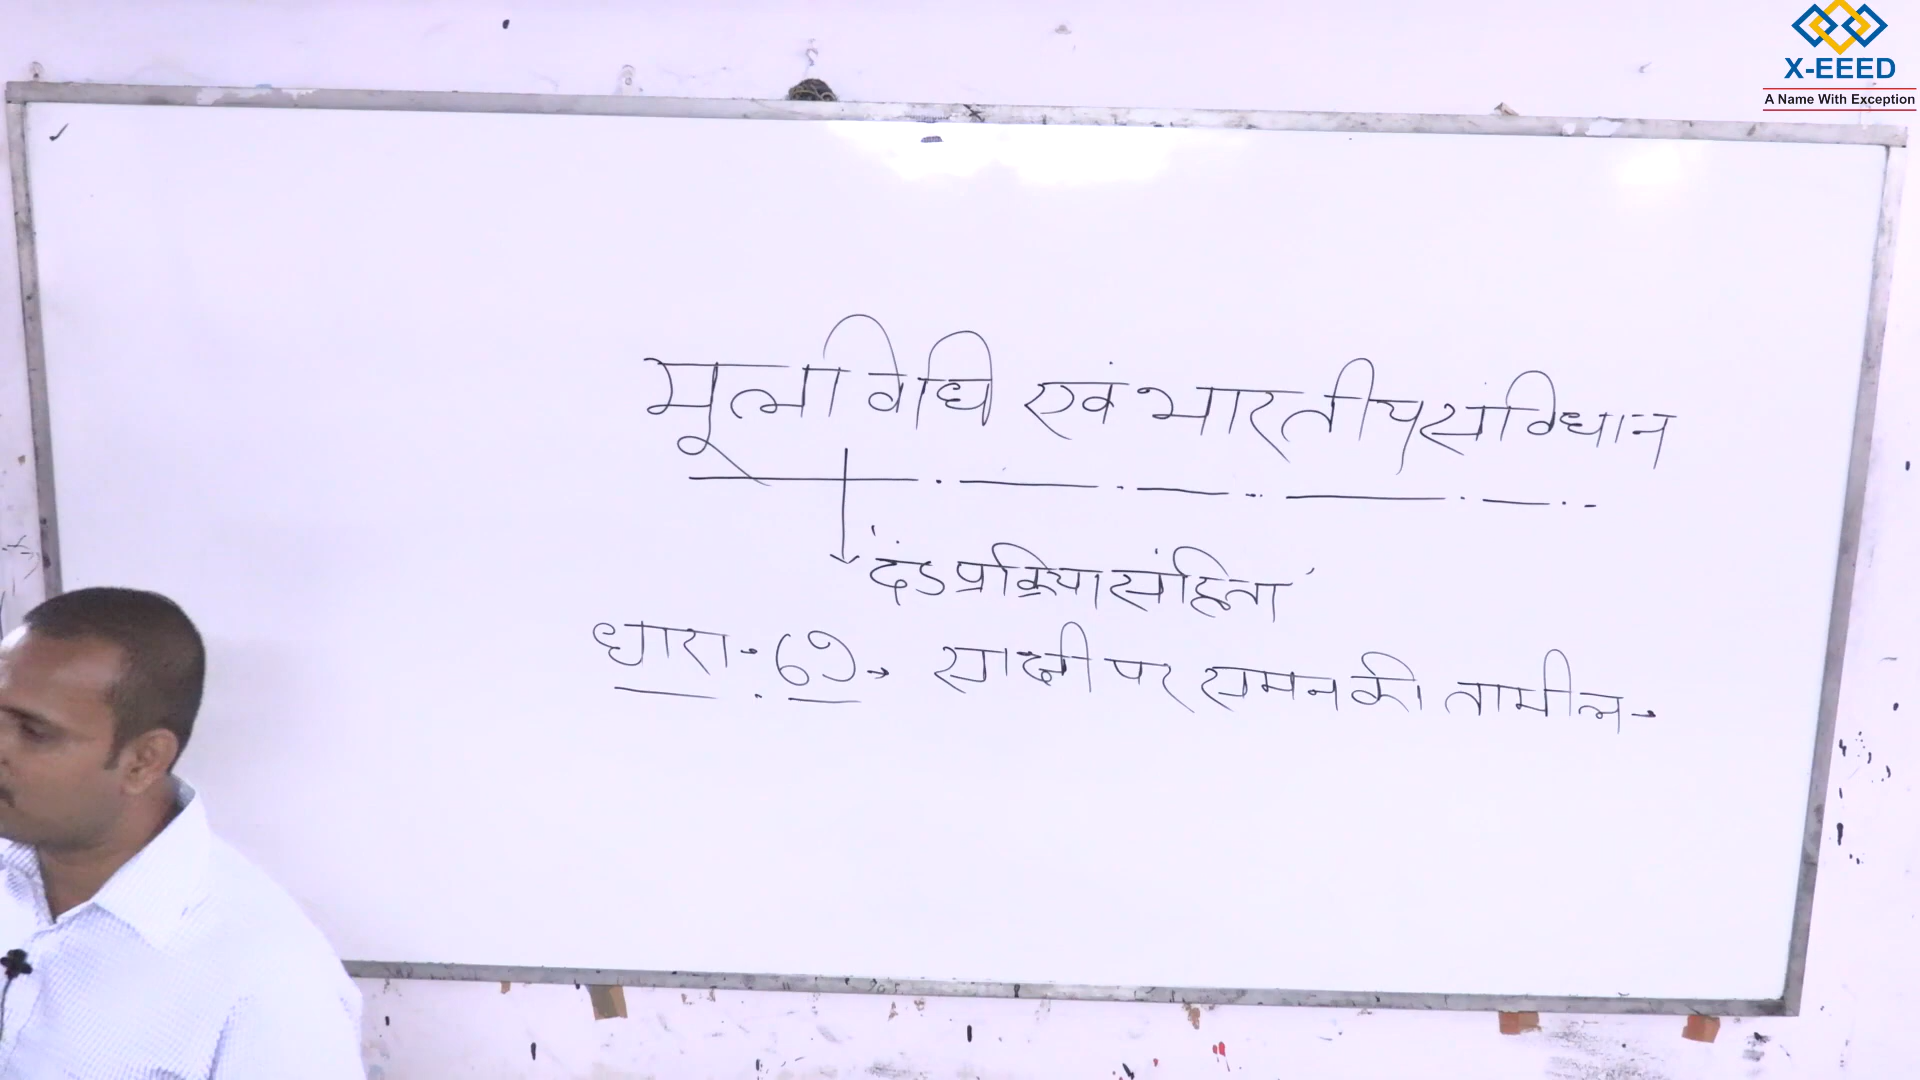 X-EEED
A Name With Exception
मूल विधि एवं भारतीय संविधान
'दंड प्रक्रिया संहिता'
धारा. 69→ साक्षी पर समन की तामील -